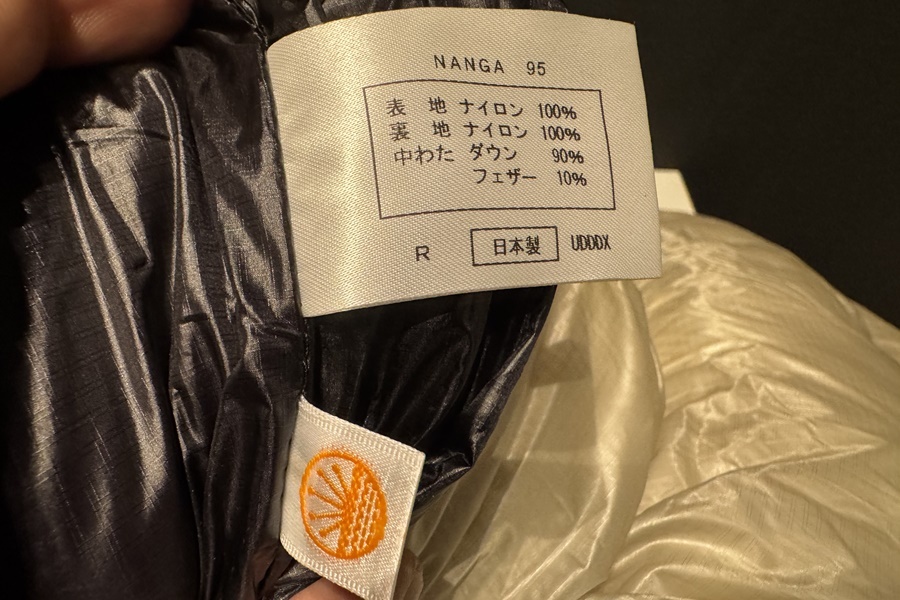 NANGA 95
表 地 ナイロン 100%
裏 地 ナイロン 100%
中わた ダウン 90%
フェザー 10%
R 日本製 UDDDX